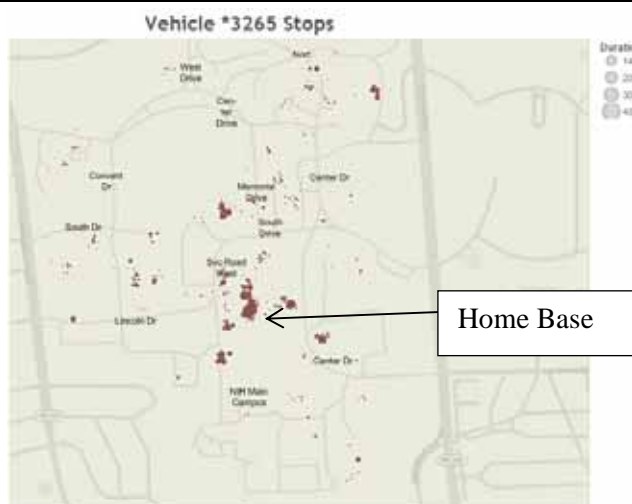 Vehicle *3265 Stops
West
Drive
Drive
Convent
Dr
Memorial
Drive
Center Dr
South Dr
South
Drive
Svc Road
West
Lincoln Dr
Home Base
Center Dr
NIH Main
Campus